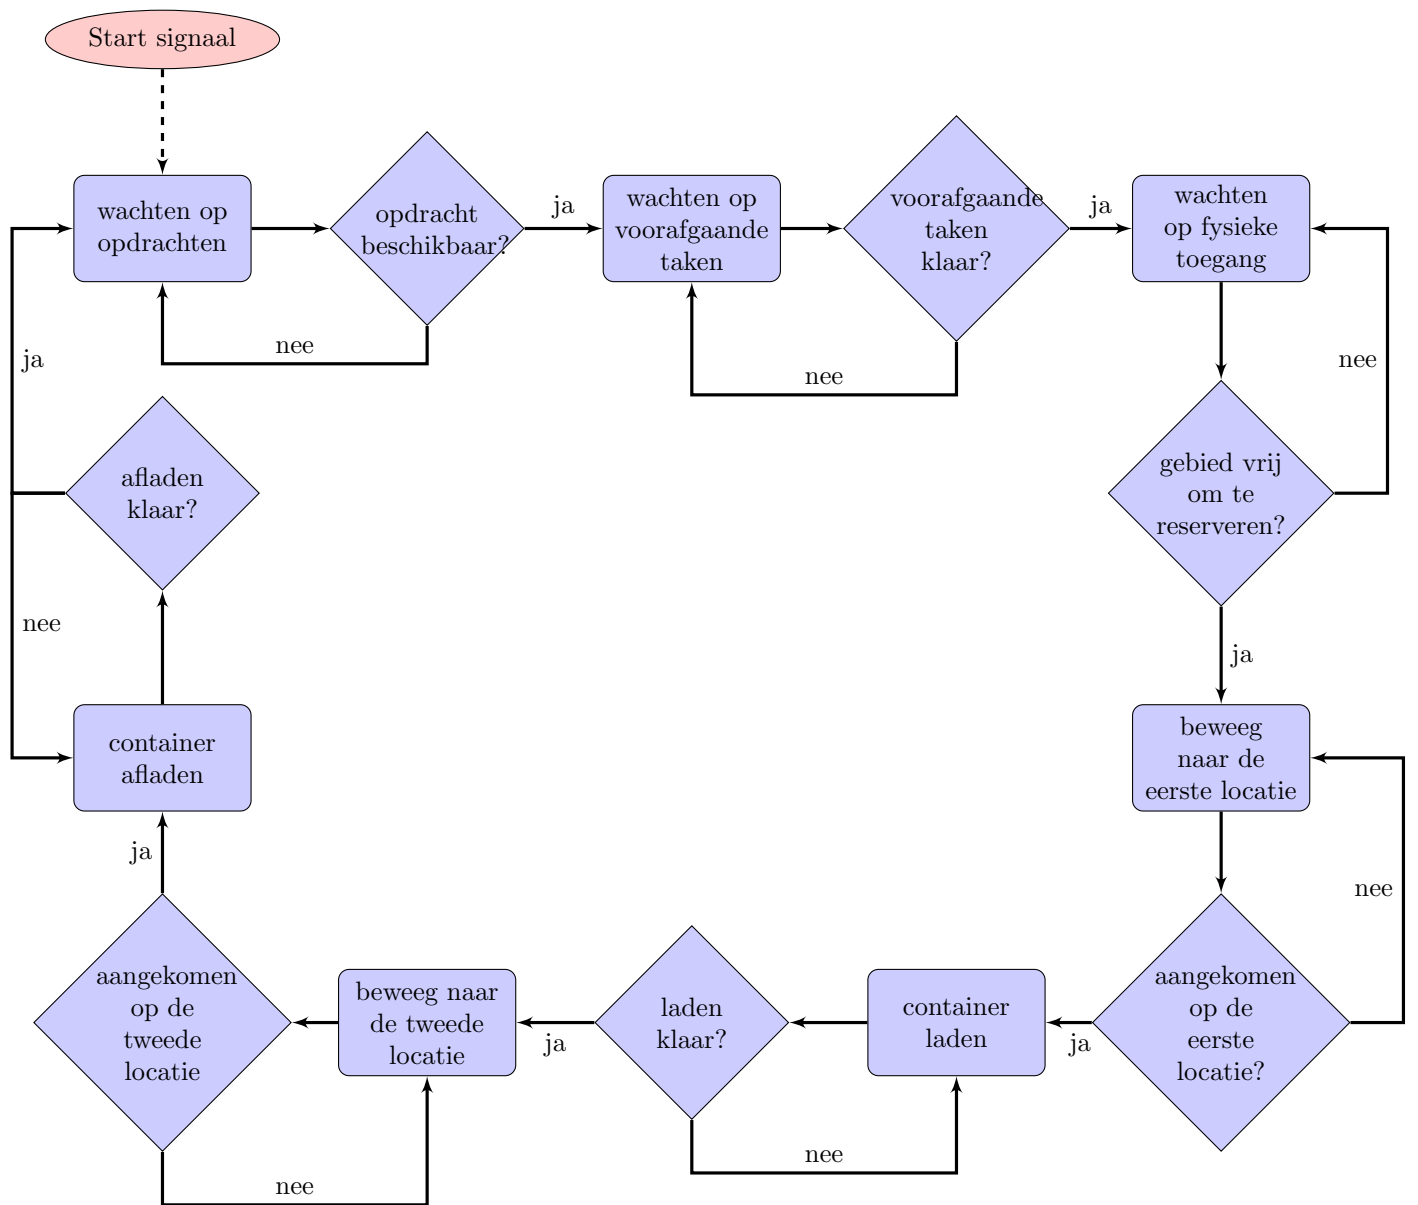 Start signaal
wachten op
opdrachten
opdracht
beschikbaar?
ja
wachten op
voorafgaande
taken
voorafgaande
taken
klaar?
ja
wachten
op fysieke
toegang
nee
nee
ja
nee
afladen
klaar?
gebied vrij
om te
reserveren?
nee
ja
container
afladen
beweeg
naar de
eerste locatie
ja
nee
aangekomen
op de
tweede
locatie
beweeg naar
de tweede
locatie
ja
laden
klaar?
container
laden
ja
aangekomen
op de
eerste
locatie?
nee
nee